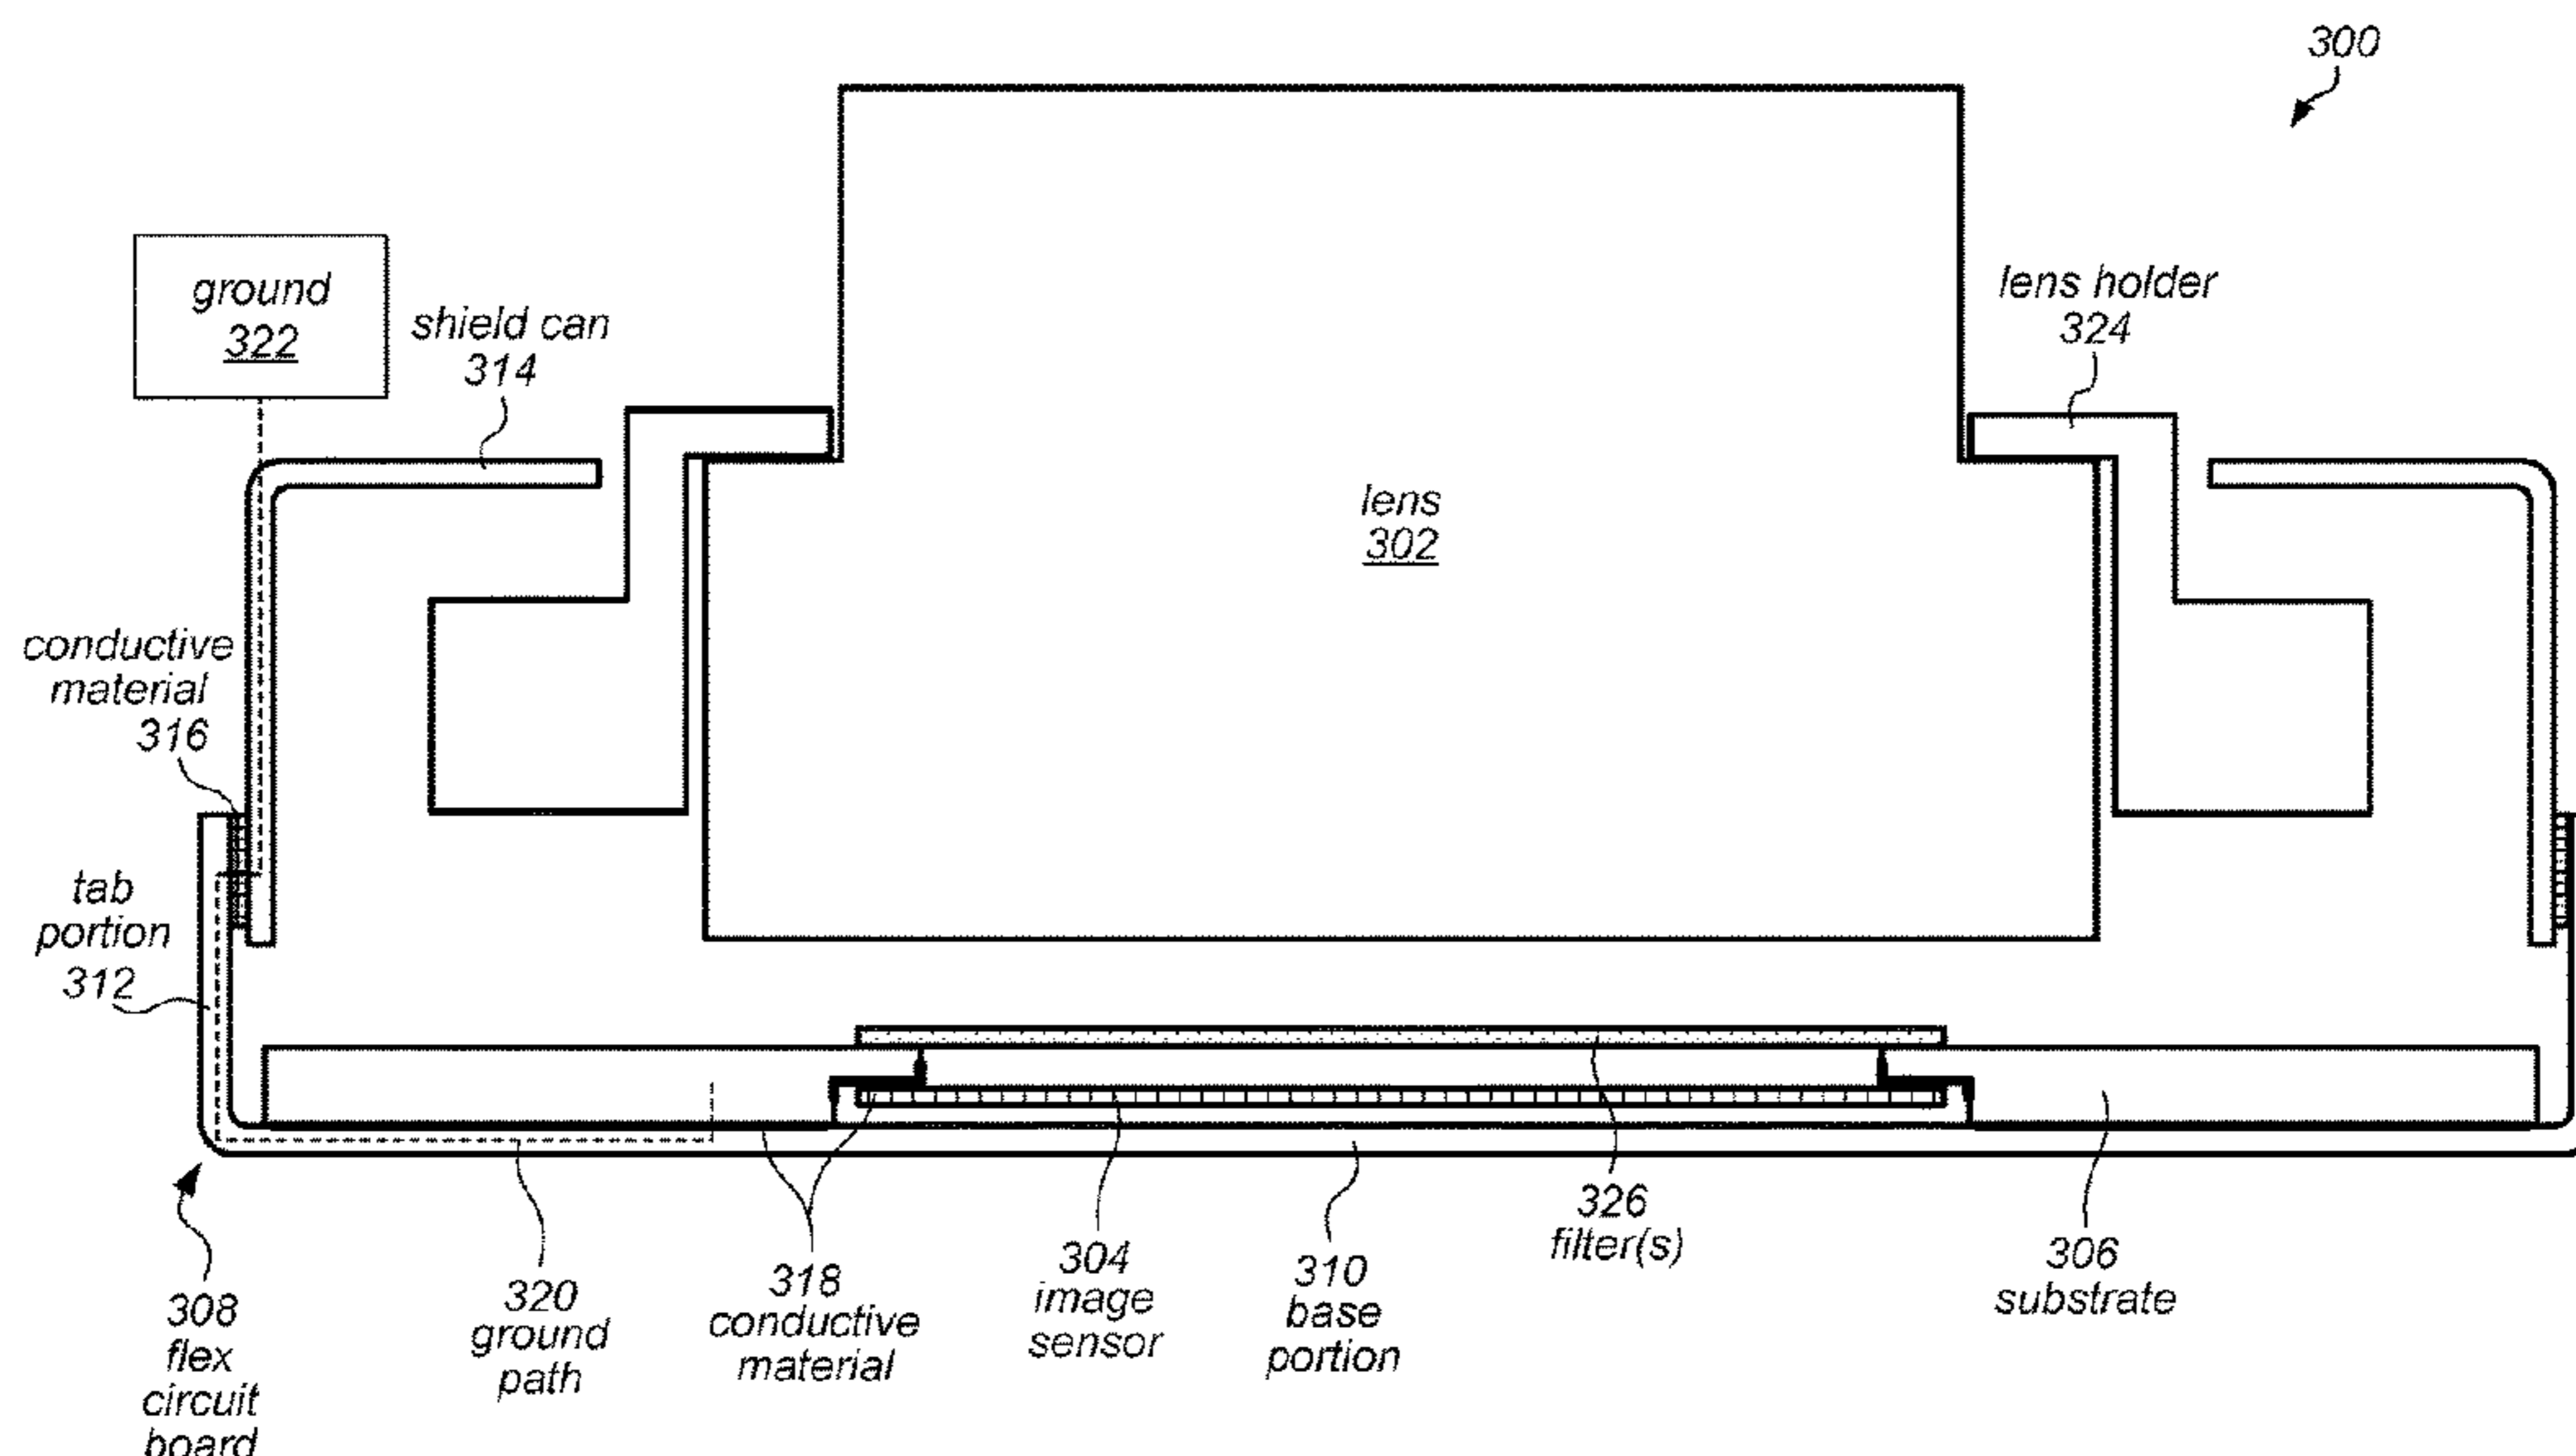 300
ground
322
shield can
314
lens holder
324
lens
302
conductive
material
316
tab
portion
312
308
flex
circuit
board
320
ground
path
318
conductive
material
304
image
sensor
310
base
portion
326
filter(s)
306
substrate